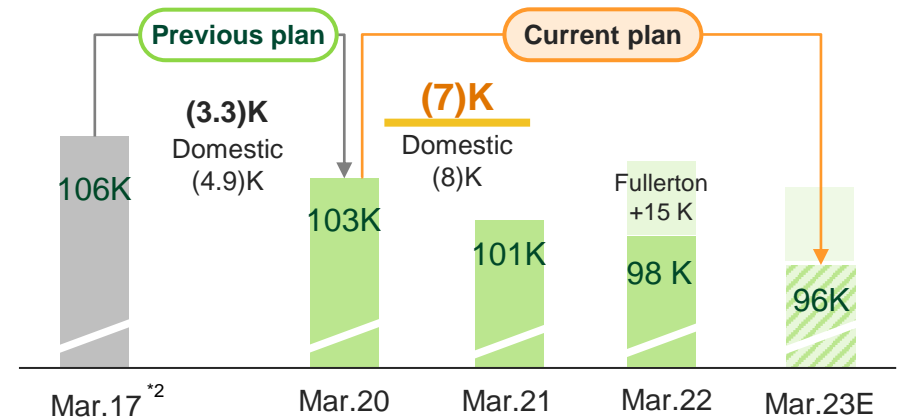 Previous plan
Current plan
(3.3)K
Domestic
(4.9)K
(7)K
Domestic
(8)K
106K
103K
101K
Fullerton
+15 K
98 K
96K
Mar.17 *2
Mar.20
Mar.21
Mar.22
Mar.23E